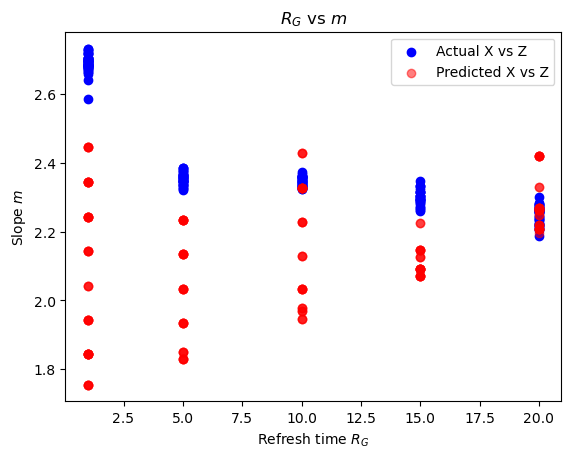 R_G vs m
Actual X vs Z
Predicted X vs Z
2.6
2.4
2.2
2.0
1.8
Slope m
2.5 5.0 7.5 10.0 12.5 15.0 17.5 20.0
Refresh time R_G